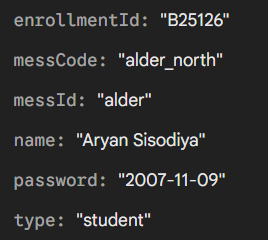 enrollmentId: "B25126"
messCode: "alder_north"
messId: "alder"
name: "Aryan Sisodiya"
password: "2007-11-09"
type: "student"